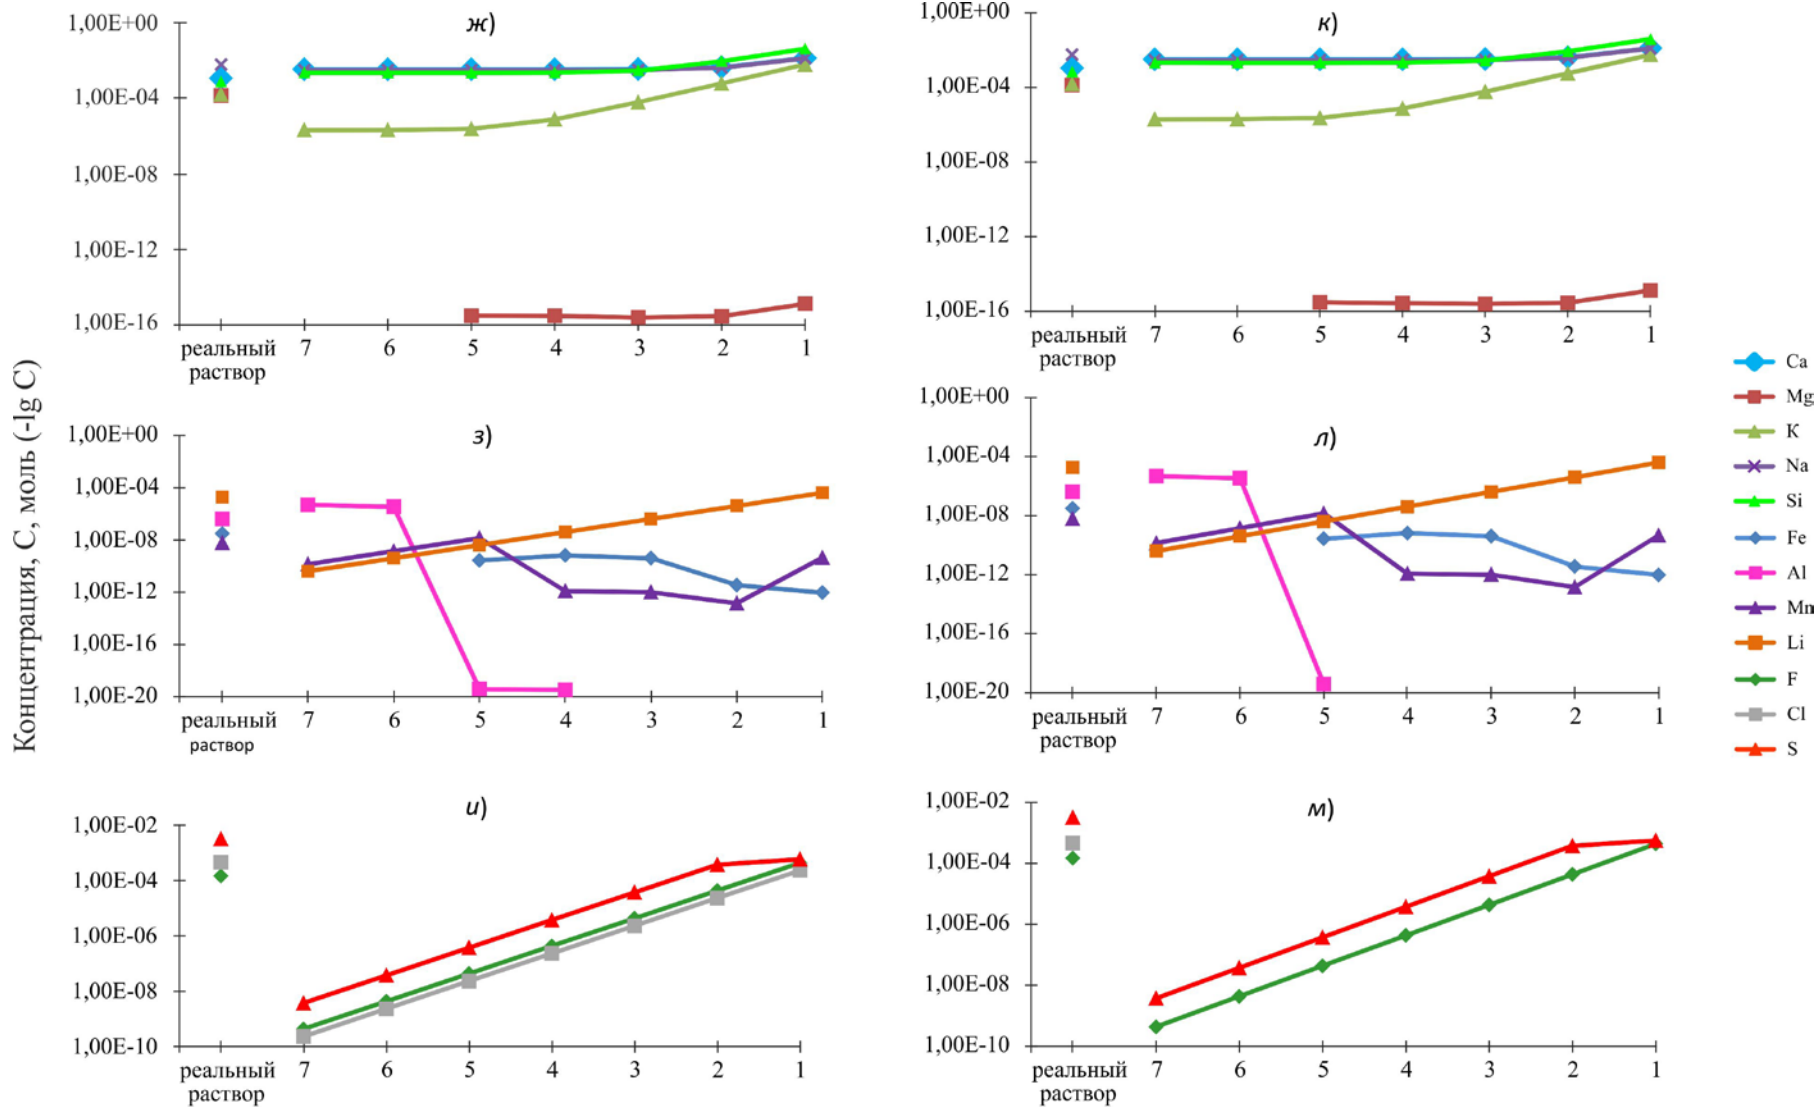 Концентрация, С, моль (-lg C)
ж)
1,00E+00
1,00E-04
1,00E-08
1,00E-12
1,00E-16
реальный 7 6 5 4 3 2 1
раствор
к)
1,00E+00
1,00E-04
1,00E-08
1,00E-12
1,00E-16
реальный 7 6 5 4 3 2 1
раствор
з)
1,00E+00
1,00E-04
1,00E-08
1,00E-12
1,00E-16
1,00E-20
реальный 7 6 5 4 3 2 1
раствор
л)
1,00E+00
1,00E-04
1,00E-08
1,00E-12
1,00E-16
1,00E-20
реальный 7 6 5 4 3 2 1
раствор
и)
1,00E-02
1,00E-04
1,00E-06
1,00E-08
1,00E-10
реальный 7 6 5 4 3 2 1
раствор
м)
1,00E-02
1,00E-04
1,00E-06
1,00E-08
1,00E-10
реальный 7 6 5 4 3 2 1
раствор
Ca
Mg
K
Na
Si
Fe
Al
Mn
Li
F
Cl
S